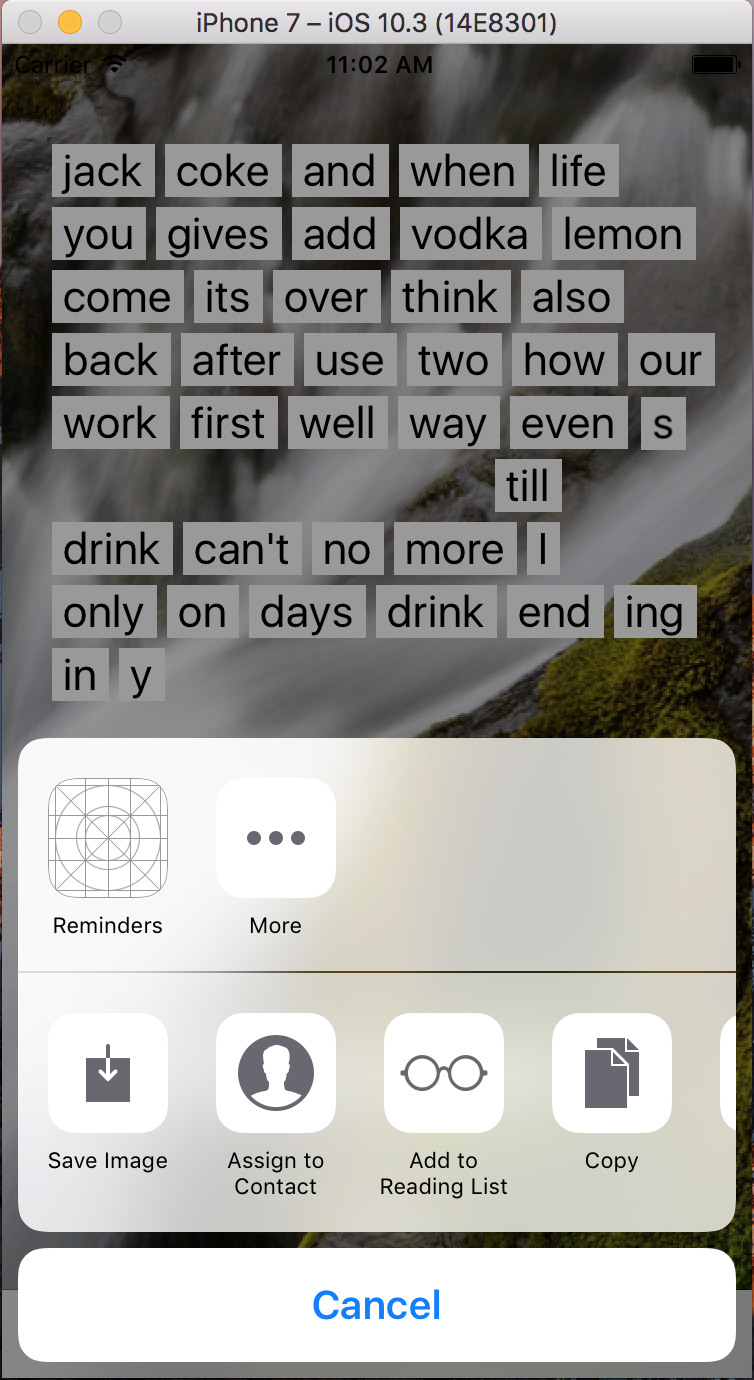 iPhone 7 – iOS 10.3 (14E8301)
Carrier 11:02 AM
jack coke and when life
you gives add vodka lemon
come its over think also
back after use two how our
work first well way even s
till
drink can't no more I
only on days drink end ing
in y
Reminders More
Save Image Assign to Contact Add to Reading List Copy
Cancel